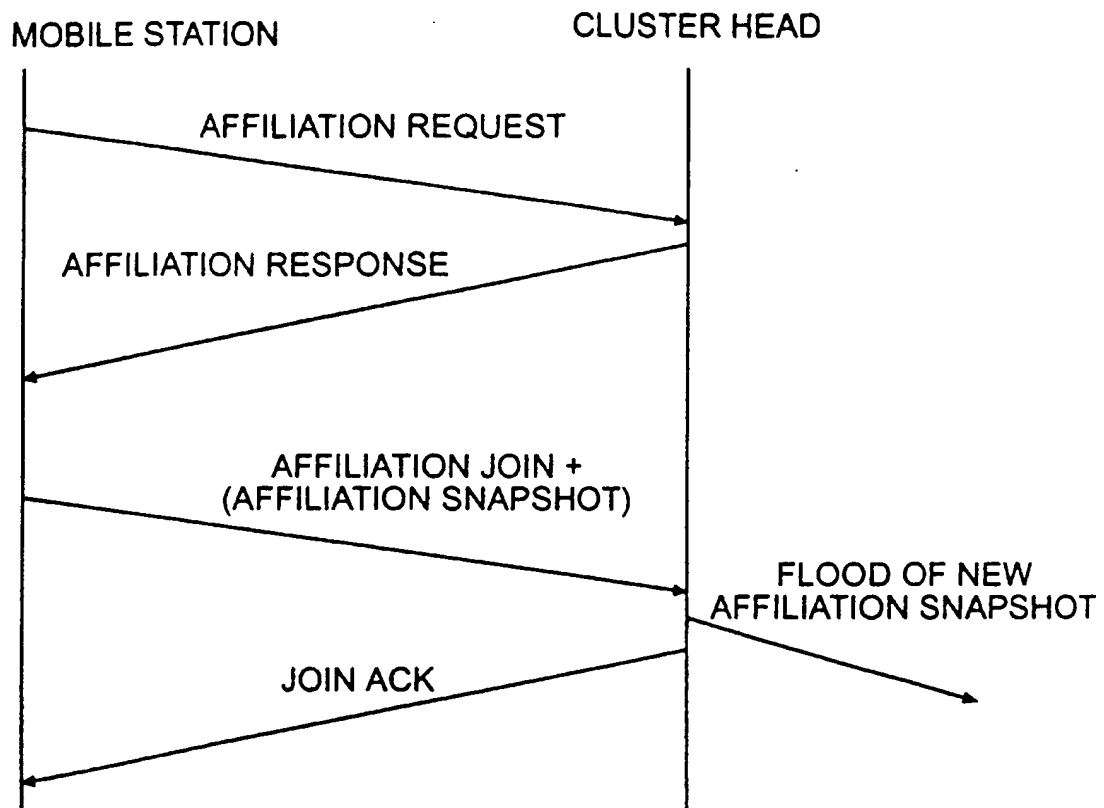 MOBILE STATION
CLUSTER HEAD
AFFILIATION REQUEST
AFFILIATION RESPONSE
AFFILIATION JOIN +
(AFFILIATION SNAPSHOT)
FLOOD OF NEW
AFFILIATION SNAPSHOT
JOIN ACK